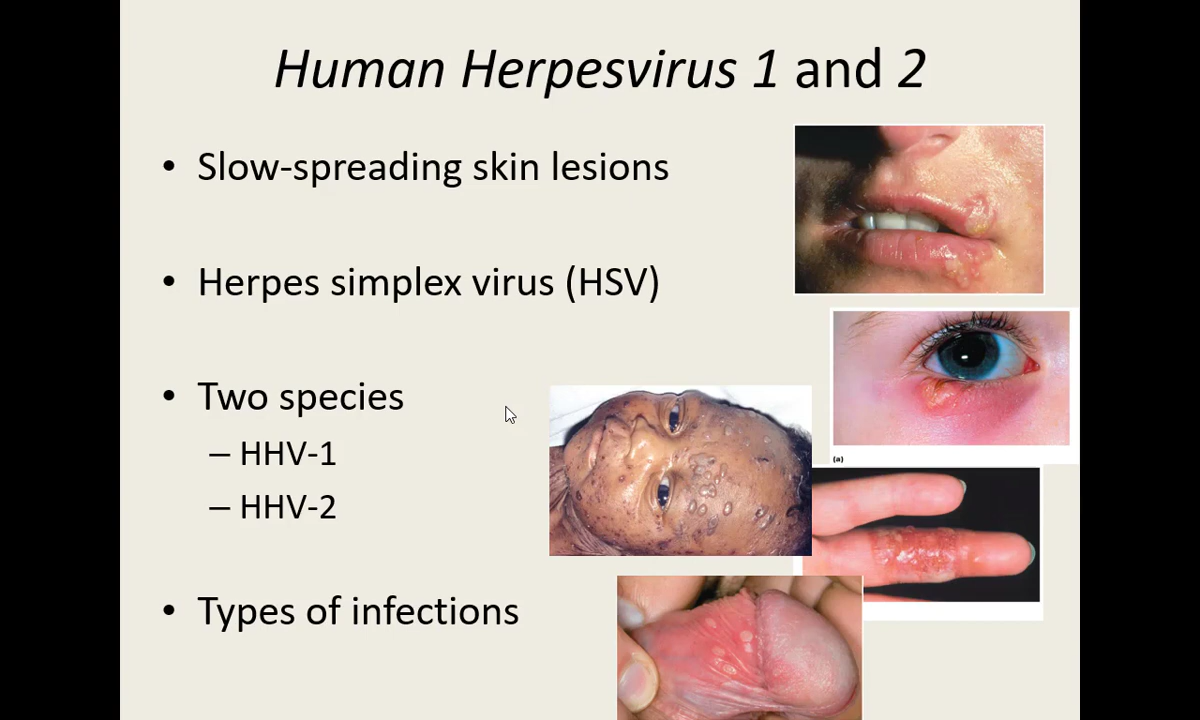 Human Herpesvirus 1 and 2
• Slow-spreading skin lesions
• Herpes simplex virus (HSV)
• Two species
– HHV-1
– HHV-2
• Types of infections
(a)